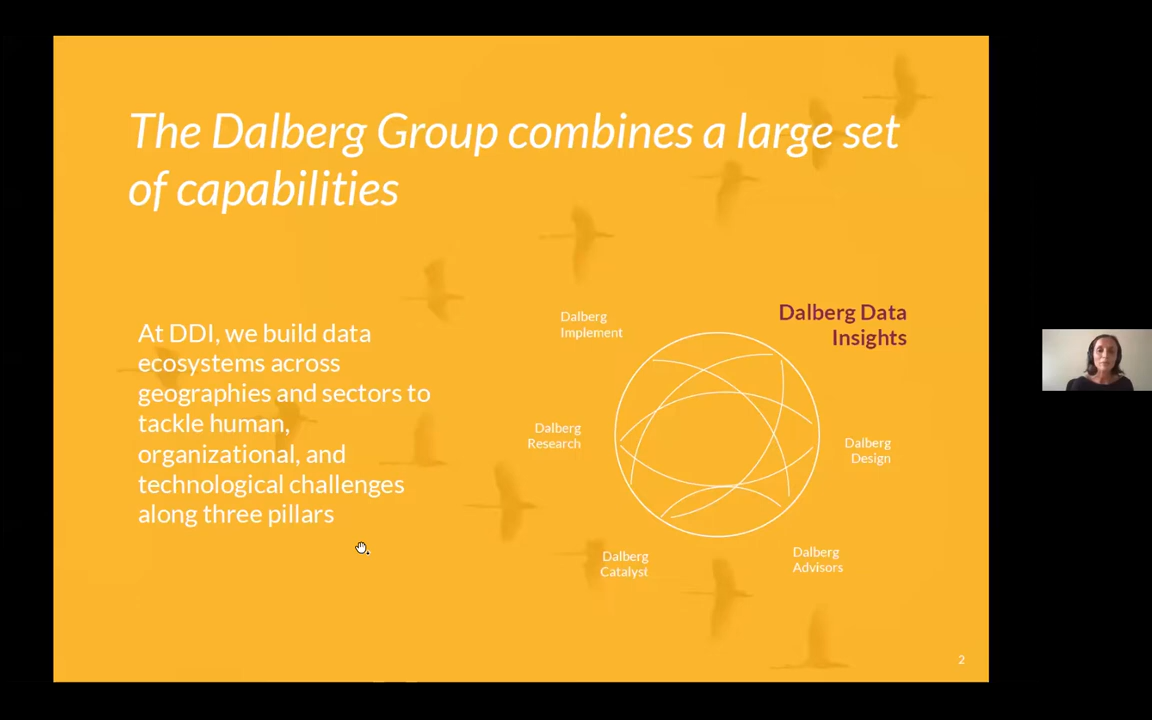 The Dalberg Group combines a large set
of capabilities
At DDI, we build data
ecosystems across
geographies and sectors to
tackle human,
organizational, and
technological challenges
along three pillars
Dalberg
Implement
Dalberg Data
Insights
Dalberg
Research
Dalberg
Design
Dalberg
Catalyst
Dalberg
Advisors
2